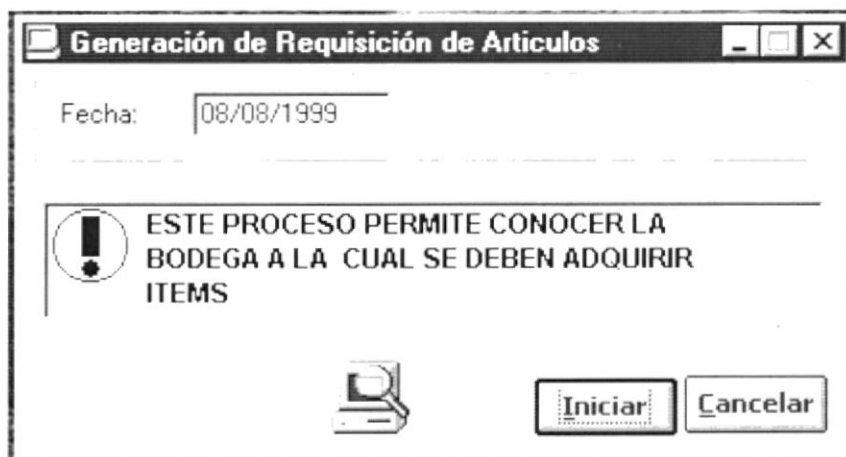 Generación de Requisición de Articulos
Fecha: 08/08/1999
ESTE PROCESO PERMITE CONOCER LA
BODEGA A LA CUAL SE DEBEN ADQUIRIR
ITEMS
Iniciar Cancelar